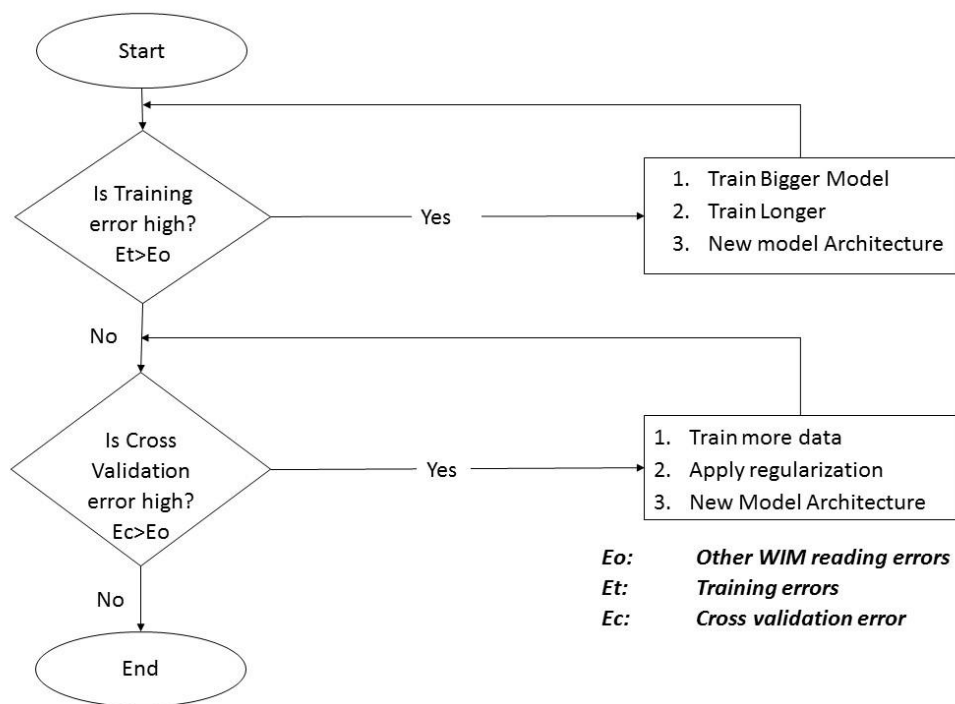 Start
Is Training
error high?
Et>Eo
Yes
1. Train Bigger Model
2. Train Longer
3. New model Architecture
No
Is Cross
Validation
error high?
Ec>Eo
Yes
1. Train more data
2. Apply regularization
3. New Model Architecture
Eo: Other WIM reading errors
Et: Training errors
Ec: Cross validation error
No
End